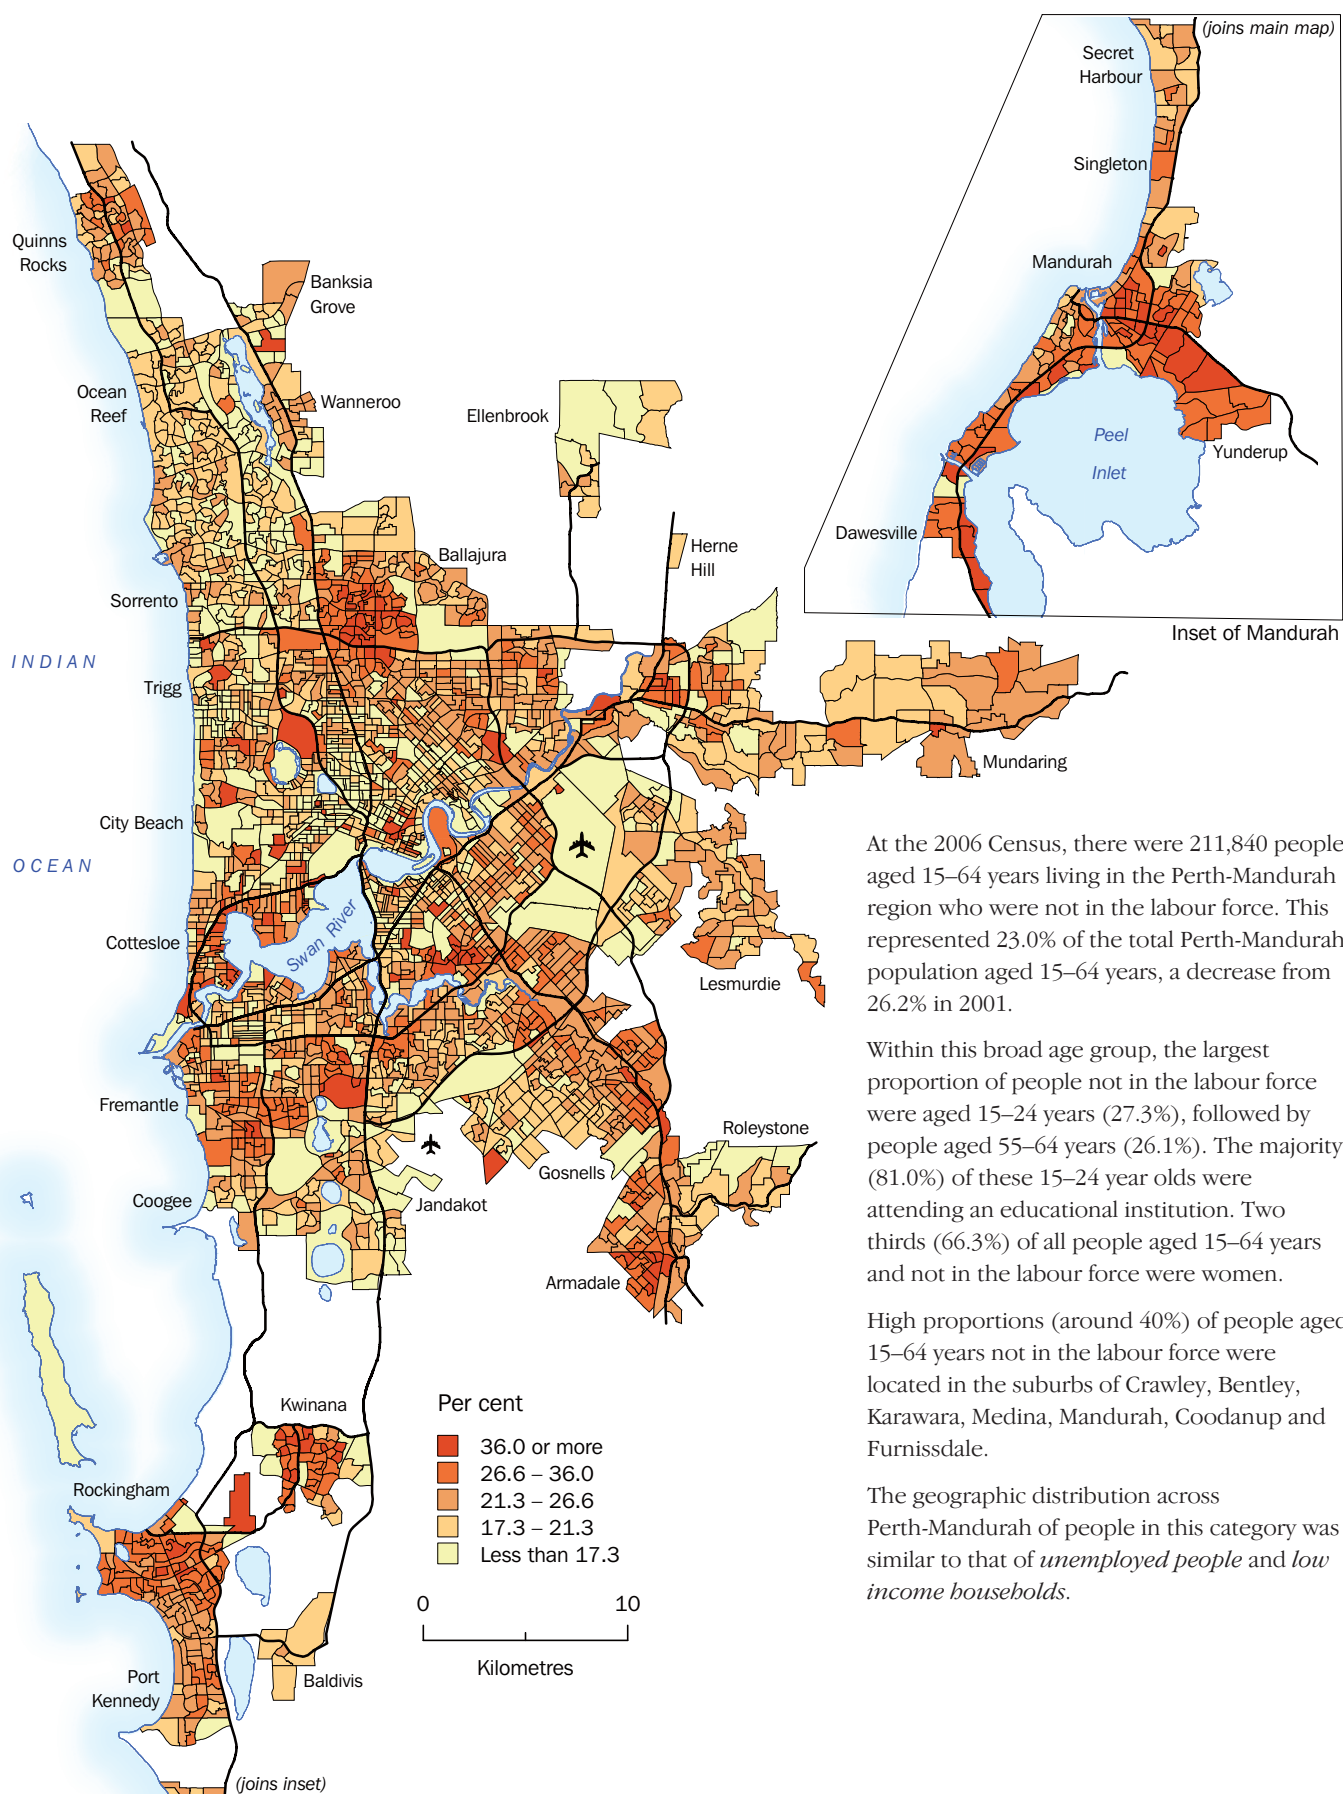 (joins main map)
Secret
Harbour
Singleton
Mandurah
Peel
Inlet
Yunderup
Dawesville
Inset of Mandurah
Quinns
Rocks
Banksia
Grove
Ocean
Reef
Wanneroo
Ellenbrook
Ballajura
Herne
Hill
Sorrento
INDIAN
Trigg
Mundaring
City Beach
OCEAN
Swan River
Cottesloe
Lesmurdie
Fremantle
Roleystone
Gosnells
Coogee
Jandakot
Armadale
Kwinana
Rockingham
Port
Kennedy
Baldivis
(joins inset)
Per cent
36.0 or more
26.6 – 36.0
21.3 – 26.6
17.3 – 21.3
Less than 17.3
0 10
Kilometres
At the 2006 Census, there were 211,840 people
aged 15–64 years living in the Perth-Mandurah
region who were not in the labour force. This
represented 23.0% of the total Perth-Mandurah
population aged 15–64 years, a decrease from
26.2% in 2001.
Within this broad age group, the largest
proportion of people not in the labour force
were aged 15–24 years (27.3%), followed by
people aged 55–64 years (26.1%). The majority
(81.0%) of these 15–24 year olds were
attending an educational institution. Two
thirds (66.3%) of all people aged 15–64 years
and not in the labour force were women.
High proportions (around 40%) of people aged
15–64 years not in the labour force were
located in the suburbs of Crawley, Bentley,
Karawara, Medina, Mandurah, Coodanup and
Furnissdale.
The geographic distribution across
Perth-Mandurah of people in this category was
similar to that of unemployed people and low
income households.